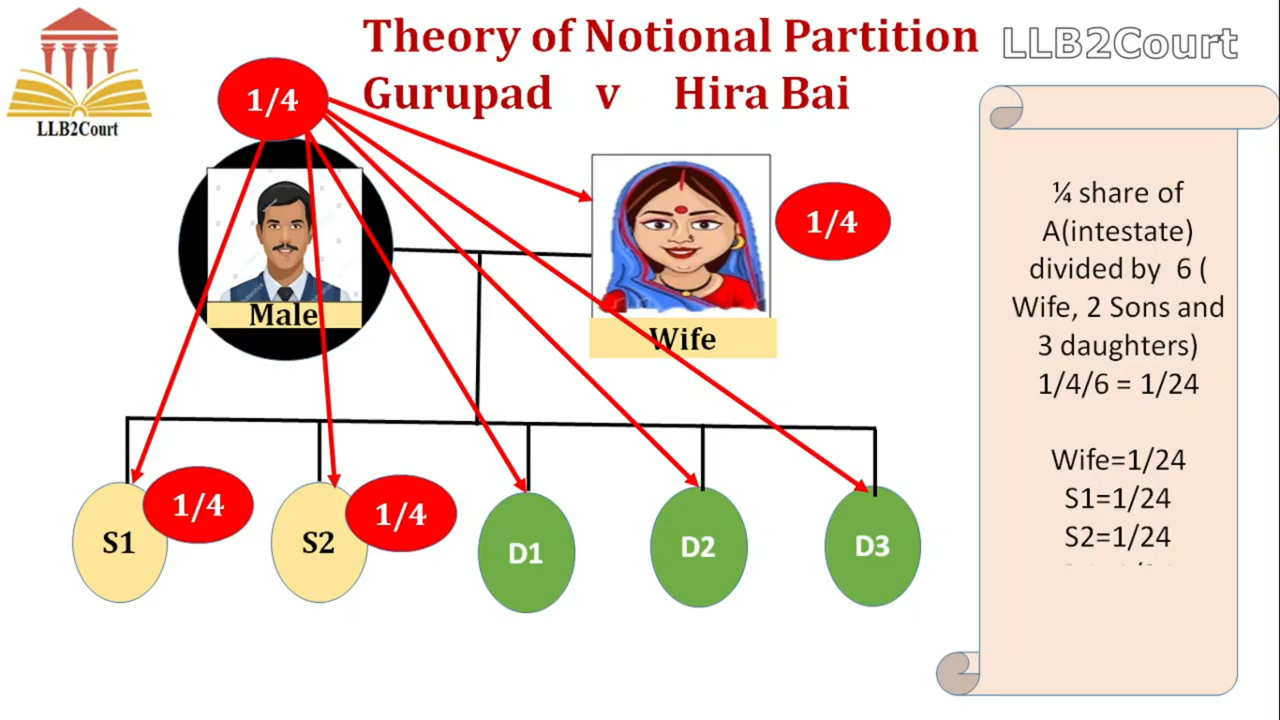 Theory of Notional Partition
Gurupad v Hira Bai
LLB2Court
LLB2Court
1/4
Male
Wife
1/4
S1
1/4
S2
1/4
D1
D2
D3
¼ share of
A(intestate)
divided by 6 (
Wife, 2 Sons and
3 daughters)
1/4/6 = 1/24
Wife=1/24
S1=1/24
S2=1/24